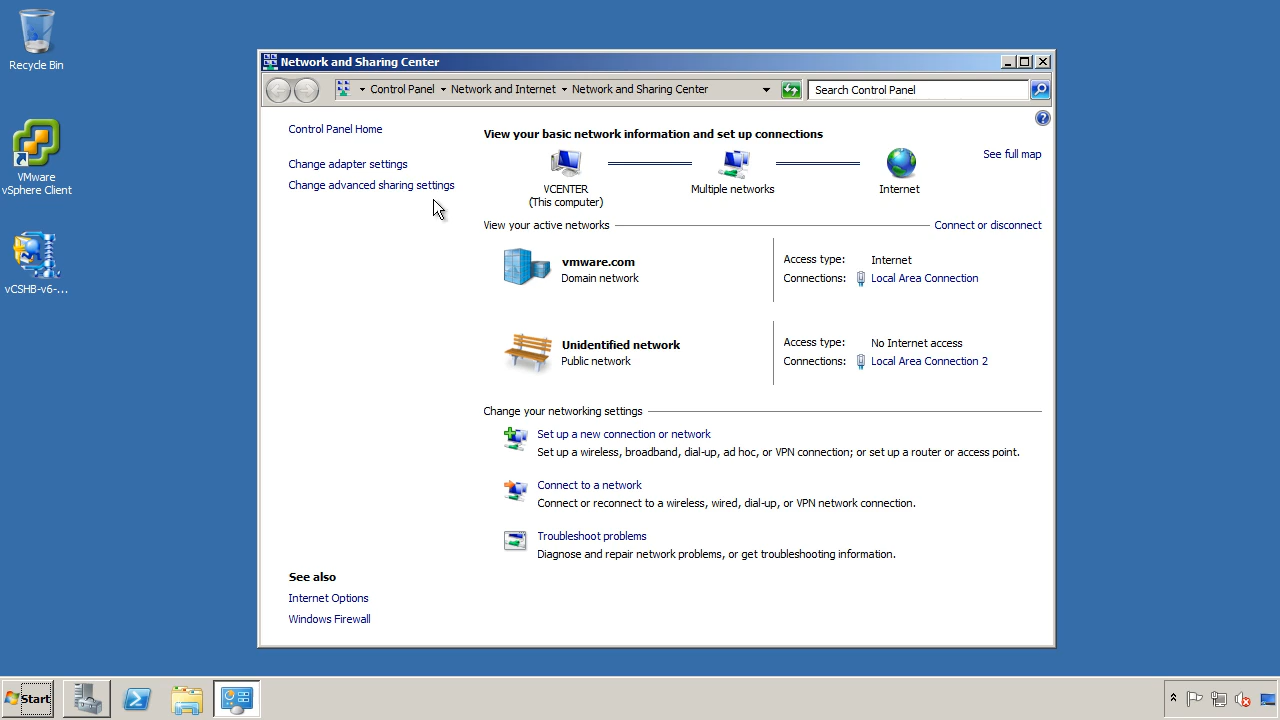 Recycle Bin
VMware
vSphere Client
vCSHB-v6-...
Network and Sharing Center
Control Panel
Network and Internet
Network and Sharing Center
Search Control Panel
Control Panel Home
Change adapter settings
Change advanced sharing settings
See also
Internet Options
Windows Firewall
View your basic network information and set up connections
See full map
VCENTER
(This computer)
Multiple networks
Internet
View your active networks
Connect or disconnect
vmware.com
Domain network
Access type: Internet
Connections: Local Area Connection
Unidentified network
Public network
Access type: No Internet access
Connections: Local Area Connection 2
Change your networking settings
Set up a new connection or network
Set up a wireless, broadband, dial-up, ad hoc, or VPN connection; or set up a router or access point.
Connect to a network
Connect or reconnect to a wireless, wired, dial-up, or VPN network connection.
Troubleshoot problems
Diagnose and repair network problems, or get troubleshooting information.
Start